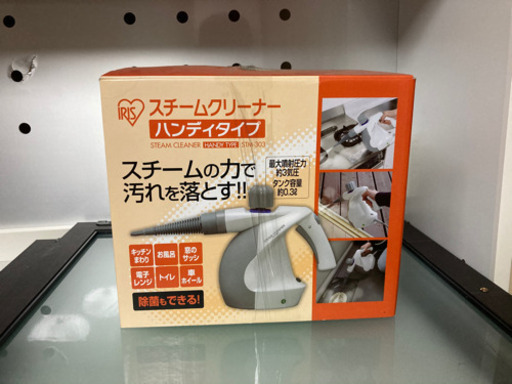 IRIS
スチームクリーナー
ハンディタイプ
STEAM CLEANER HANDY TYPE
スチームの力で
汚れを落とす!!
最大噴射圧力
約3気圧
タンク容量
約0.3ℓ
キッチン
まわり
お風呂
窓の
サッシ
電子
レンジ
トイレ
車
ホイール
除菌もできる!